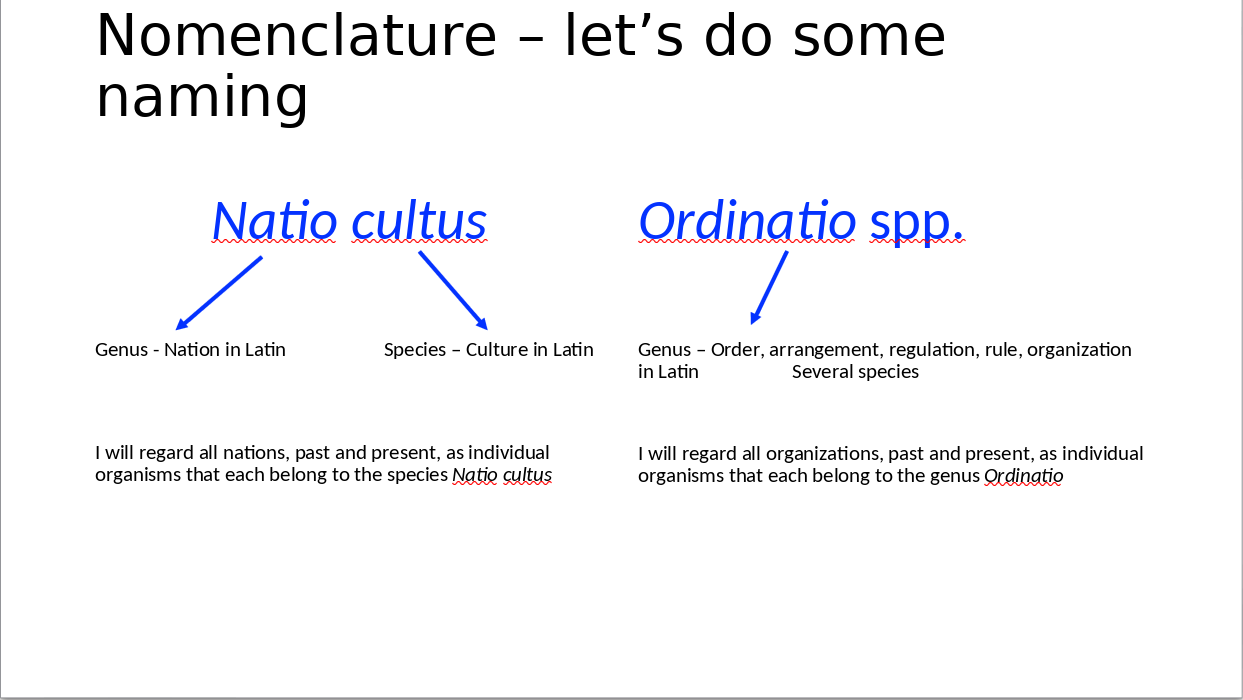 Nomenclature – let’s do some
naming
Natio cultus
Ordinatio spp.
Genus - Nation in Latin
Species – Culture in Latin
Genus – Order, arrangement, regulation, rule, organization
in Latin Several species
I will regard all nations, past and present, as individual
organisms that each belong to the species Natio cultus
I will regard all organizations, past and present, as individual
organisms that each belong to the genus Ordinatio